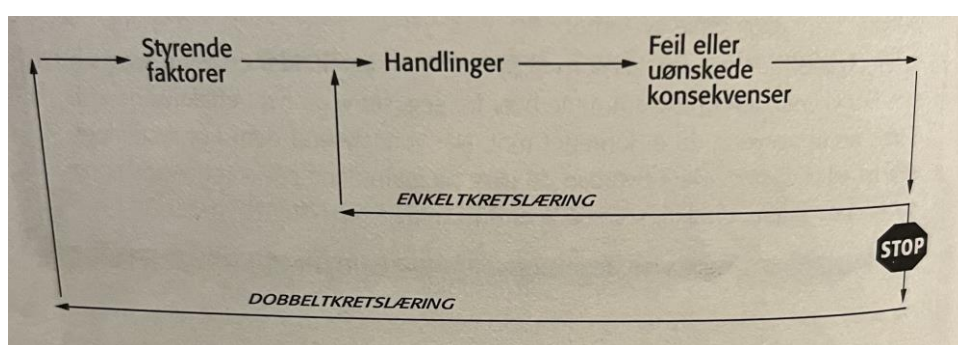 Styrende
faktorer
Handlinger
Feil eller
uønskede
konsekvenser
ENKELTKRETSLÆRING
STOP
DOBBELTKRETSLÆRING